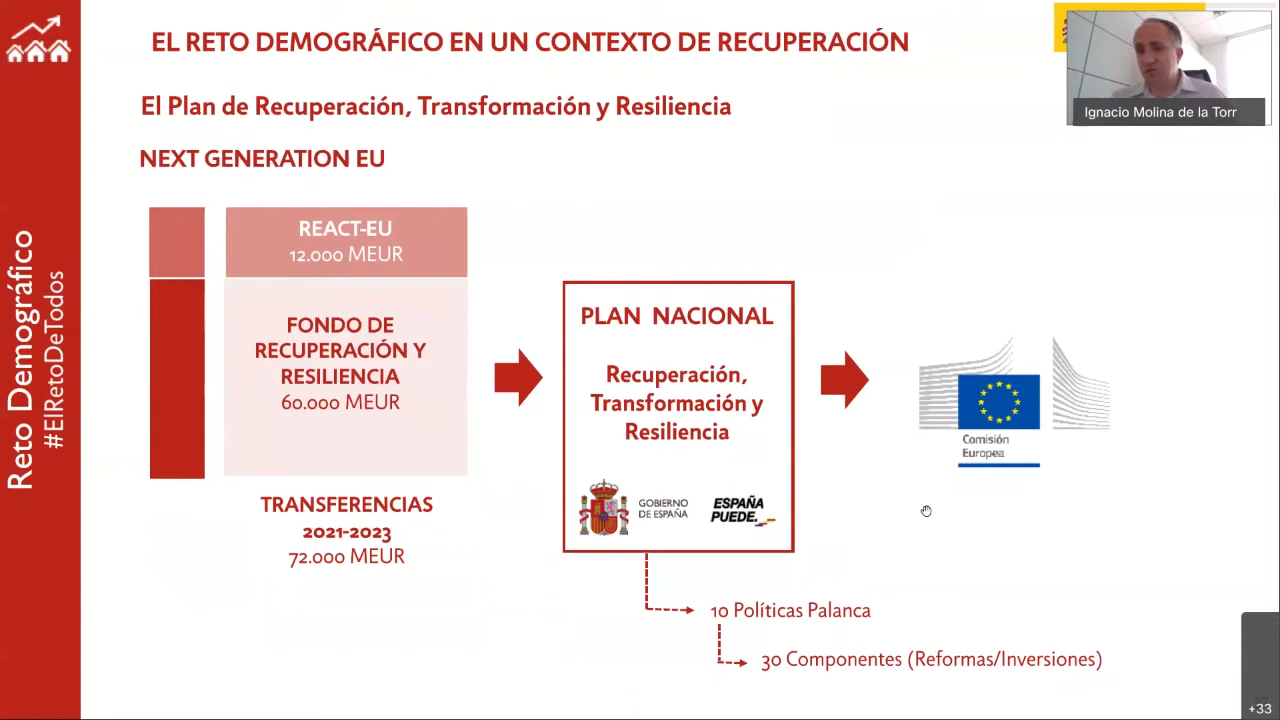 EL RETO DEMOGRÁFICO EN UN CONTEXTO DE RECUPERACIÓN
Ignacio Molina de la Torr
El Plan de Recuperación, Transformación y Resiliencia
NEXT GENERATION EU
Reto Demográfico
#ElRetoDeTodos
REACT-EU
12.000 MEUR
FONDO DE
RECUPERACIÓN Y
RESILIENCIA
60.000 MEUR
TRANSFERENCIAS
2021-2023
72.000 MEUR
PLAN NACIONAL
Recuperación,
Transformación y
Resiliencia
GOBIERNO
DE ESPAÑA
ESPAÑA
PUEDE.
Comisión
Europea
10 Políticas Palanca
30 Componentes (Reformas/Inversiones)
+33